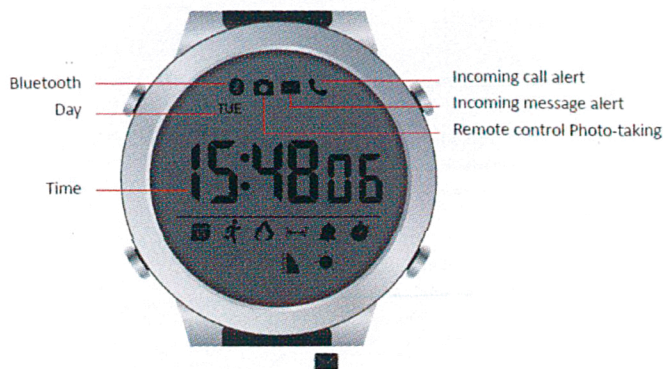 Bluetooth
Incoming call alert
Day
TUE
Incoming message alert
Remote control Photo-taking
Time
15:48 06